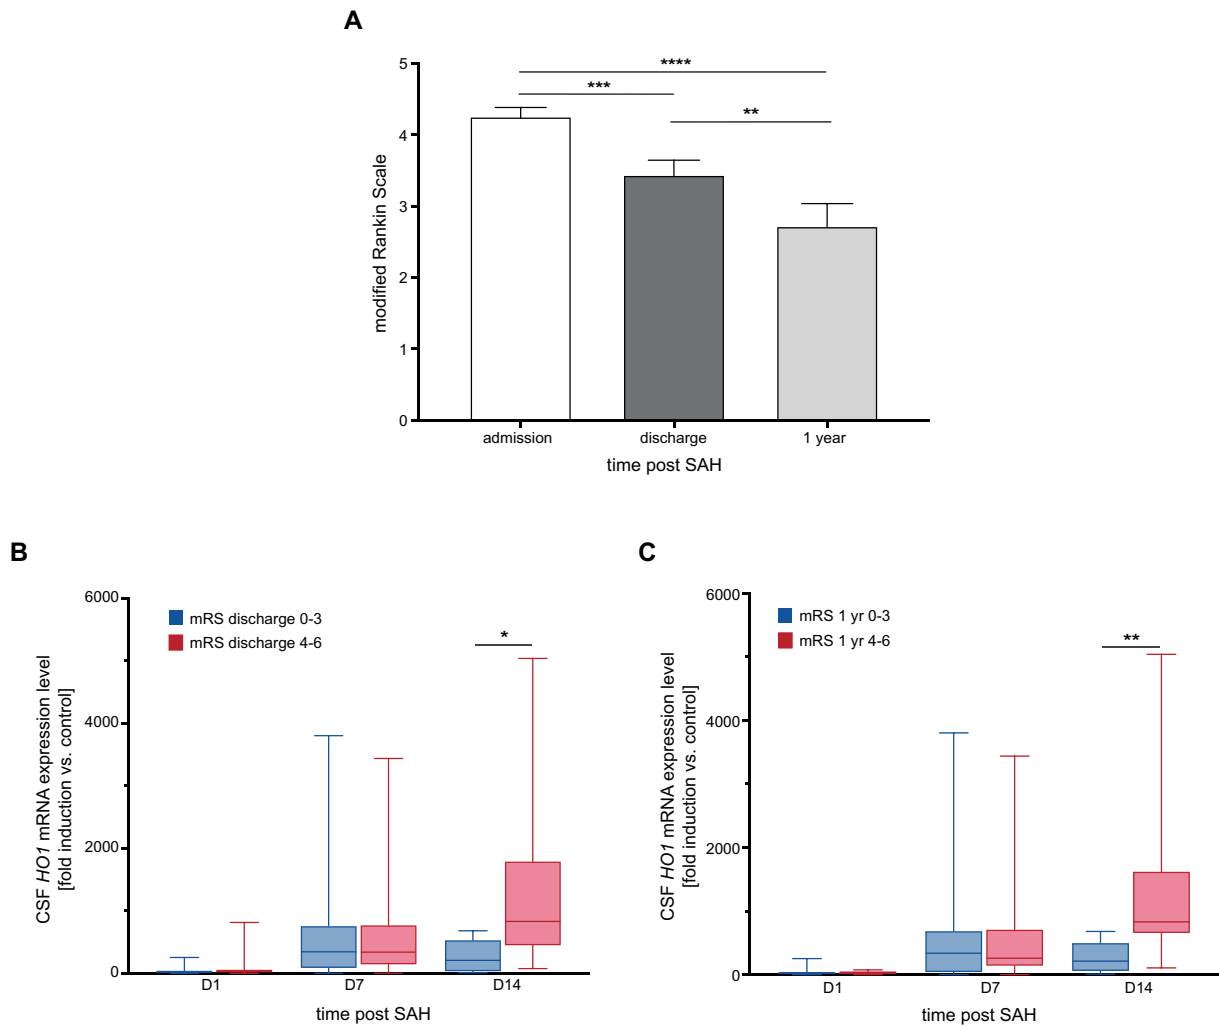 A
modified Rankin Scale
5
4
3
2
1
0
****
***
**
admission discharge 1 year
time post SAH
B
CSF HO1 mRNA expression level
[fold induction vs. control]
6000
4000
2000
0
mRS discharge 0-3
mRS discharge 4-6
*
D1 D7 D14
time post SAH
C
CSF HO1 mRNA expression level
[fold induction vs. control]
6000
4000
2000
0
mRS 1 yr 0-3
mRS 1 yr 4-6
**
D1 D7 D14
time post SAH